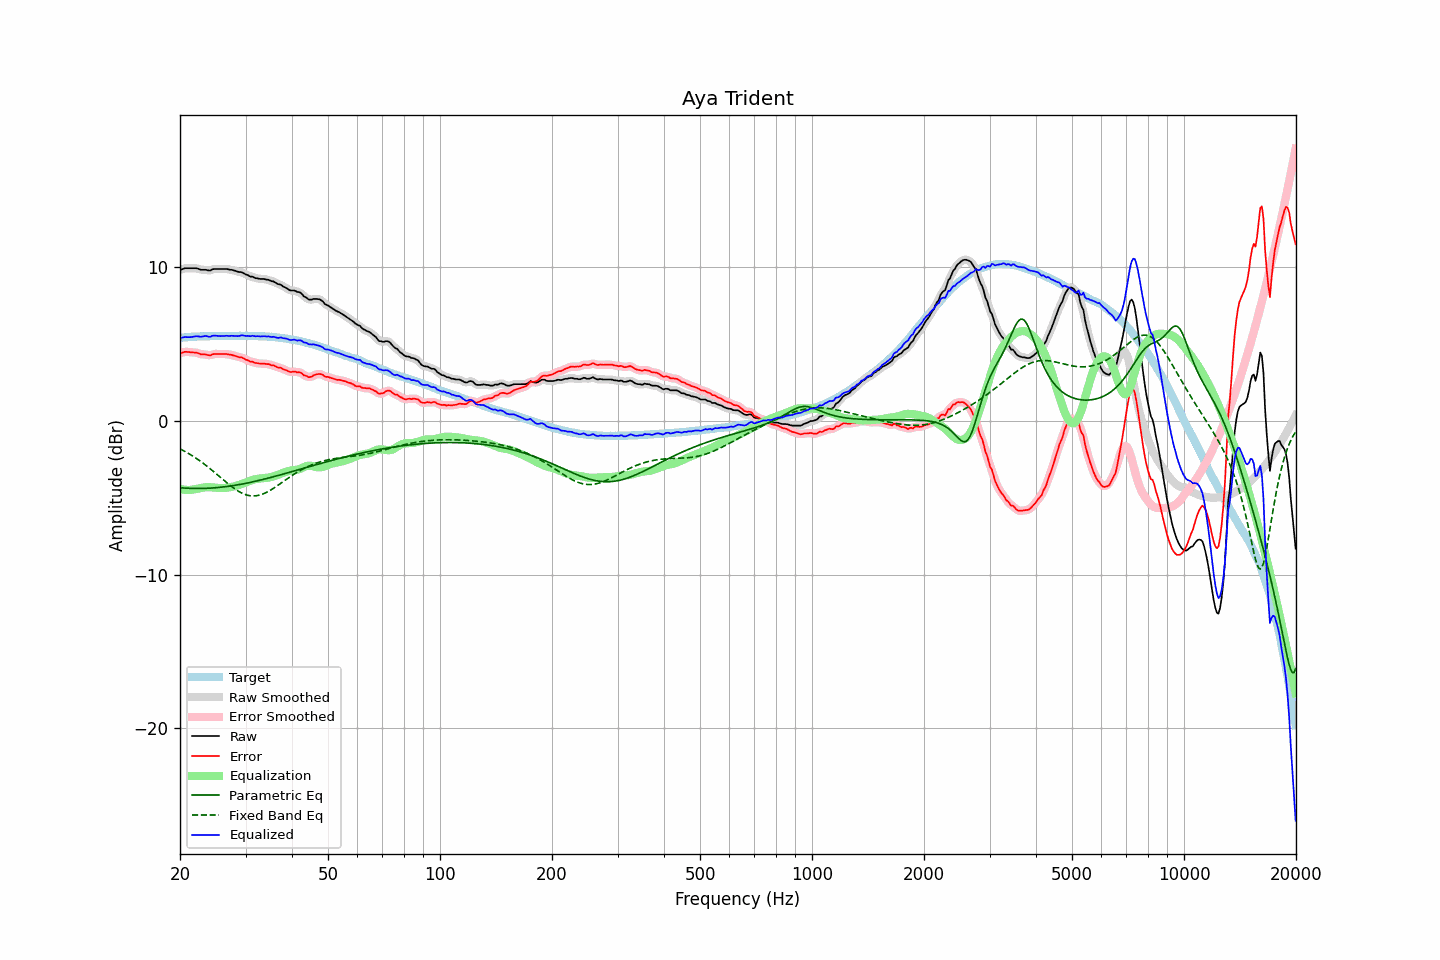 Aya Trident
Amplitude (dBr)
10
0
−10
−20
Target
Raw Smoothed
Error Smoothed
Raw
Error
Equalization
Parametric Eq
Fixed Band Eq
Equalized
20 50 100 200 500 1000 2000 5000 10000 20000
Frequency (Hz)